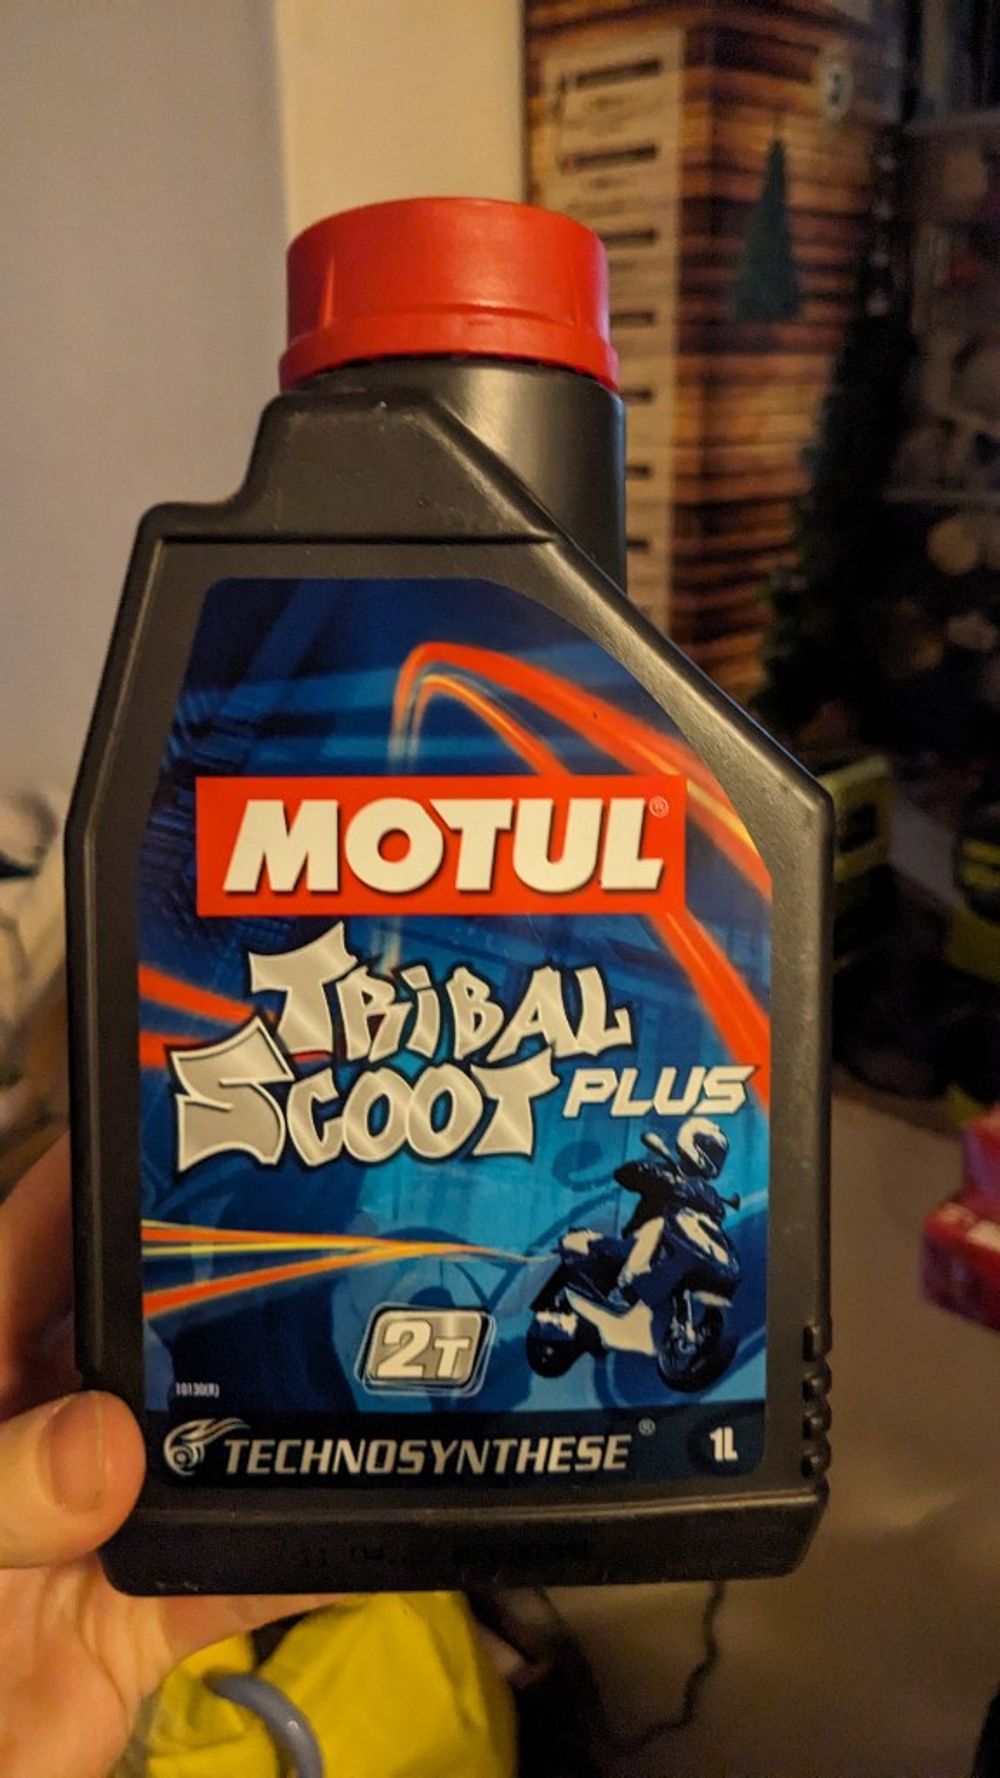 MOTUL®
TRiBAL
SCOOT PLUS
2T
TECHNOSYNTHESE® 1L